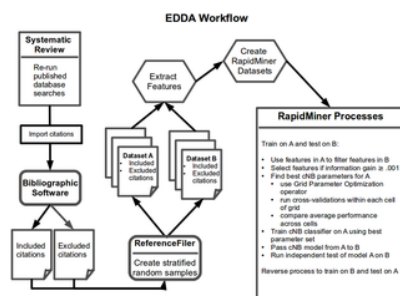 EDDA Workflow
Systematic
Review
Re-run
published
database
searches
Import citations
Bibliographic
Software
Included
citations
Excluded
citations
ReferenceFiler
Create stratified
random samples
Dataset A
• Included
• Excluded
citations
Dataset B
• Included
• Excluded
citations
Extract
Features
Create
RapidMiner
Datasets
RapidMiner Processes
Train on A and test on B:
• Use features in A to filter features in B
• Select features if information gain ≥ .001
• Find best cNB parameters for A
• use Grid Parameter Optimization
operator
• run cross-validations within each cell
of grid
• compare average performance
across cells
• Train cNB classifier on A using best
parameter set
• Pass cNB model from A to B
• Run independent test of model A on B
Reverse process to train on B and test on A